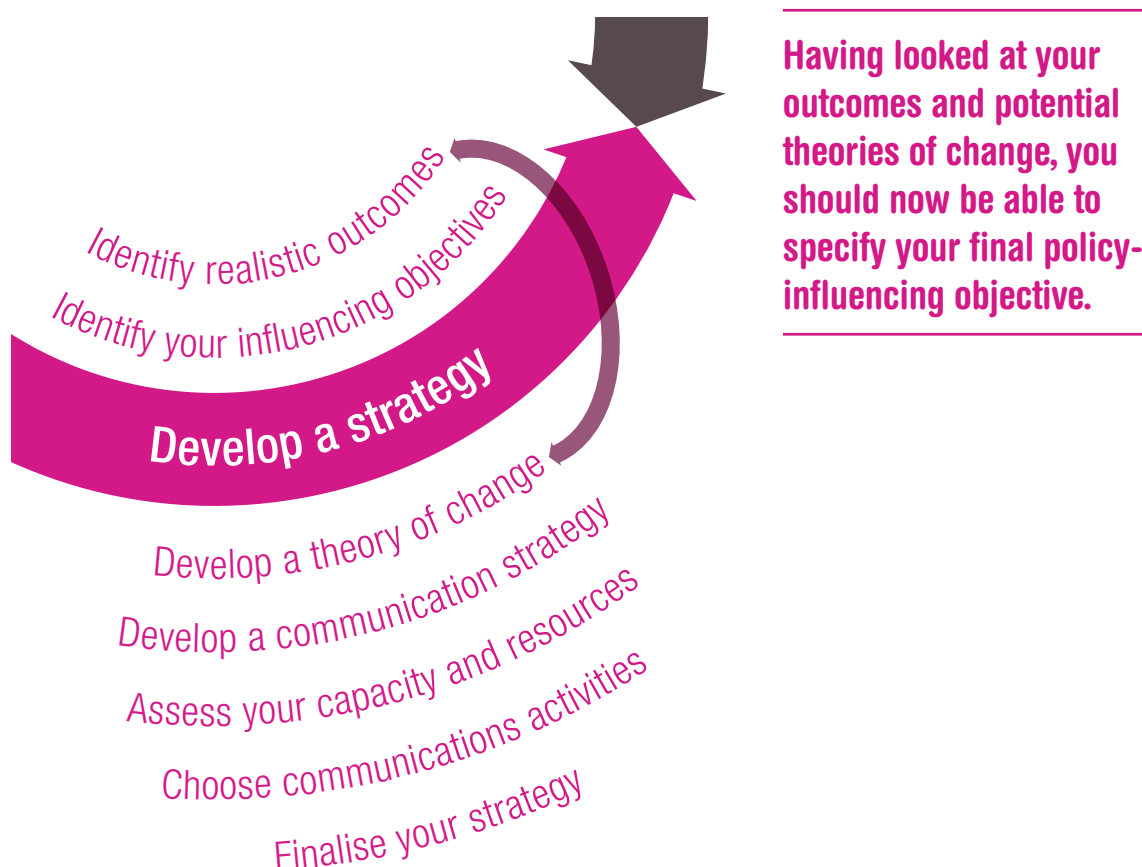 Identify realistic outcomes
Identify your influencing objectives
Develop a strategy
Develop a theory of change
Develop a communication strategy
Assess your capacity and resources
Choose communications activities
Finalise your strategy
Having looked at your
outcomes and potential
theories of change, you
should now be able to
specify your final policy-
influencing objective.